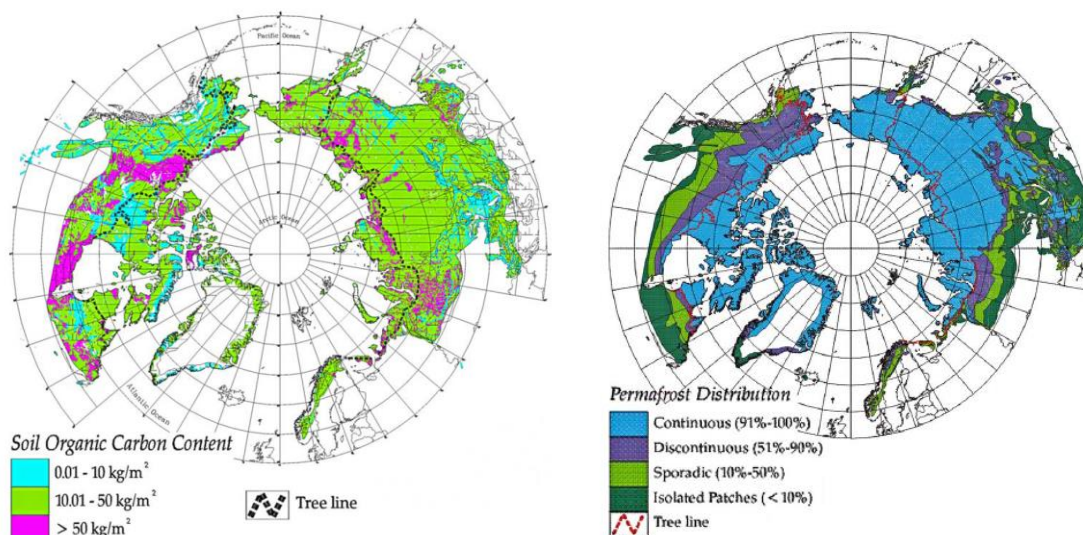 Pacific Ocean
Arctic Ocean
Atlantic Ocean
Soil Organic Carbon Content
0.01 - 10 kg/m²
10.01 - 50 kg/m²
> 50 kg/m²
Tree line
Permafrost Distribution
Continuous (91%-100%)
Discontinuous (51%-90%)
Sporadic (10%-50%)
Isolated Patches (< 10%)
Tree line